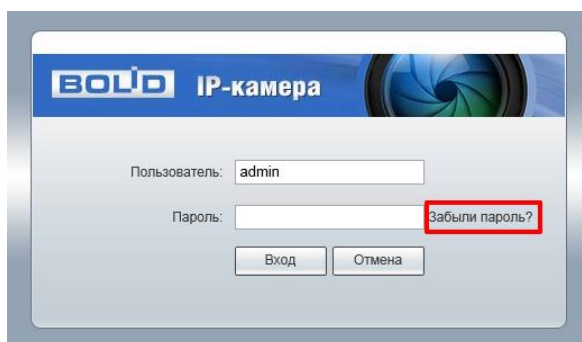 BOLID IP-камера
Пользователь: admin
Пароль: Забыли пароль?
Вход Отмена